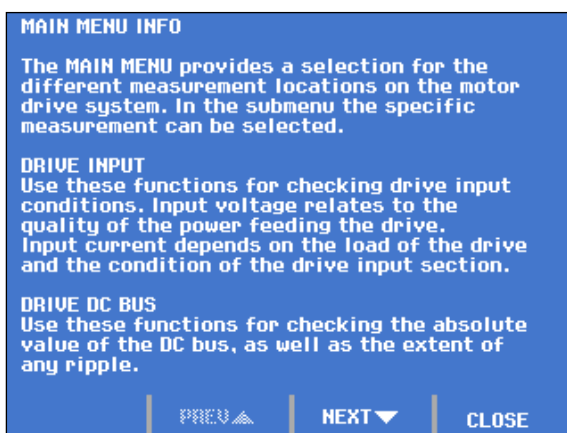 MAIN MENU INFO
The MAIN MENU provides a selection for the
different measurement locations on the motor
drive system. In the submenu the specific
measurement can be selected.
DRIVE INPUT
Use these functions for checking drive input
conditions. Input voltage relates to the
quality of the power feeding the drive.
Input current depends on the load of the drive
and the condition of the drive input section.
DRIVE DC BUS
Use these functions for checking the absolute
value of the DC bus, as well as the extent of
any ripple.
PREV▲ NEXT▼ CLOSE